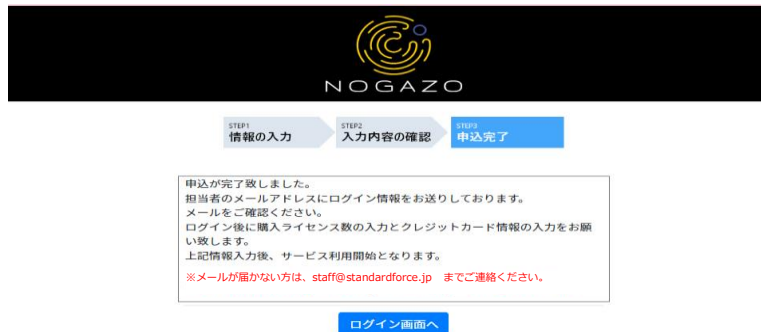 NOGAZO
STEP1
情報の入力
STEP2
入力内容の確認
STEP3
申込完了
申込が完了致しました。
担当者のメールアドレスにログイン情報をお送りしております。
メールをご確認ください。
ログイン後に購入ライセンス数の入力とクレジットカード情報の入力をお願
い致します。
上記情報入力後、サービス利用開始となります。
※メールが届かない方は、staff@standardforce.jp　までご連絡ください。
ログイン画面へ